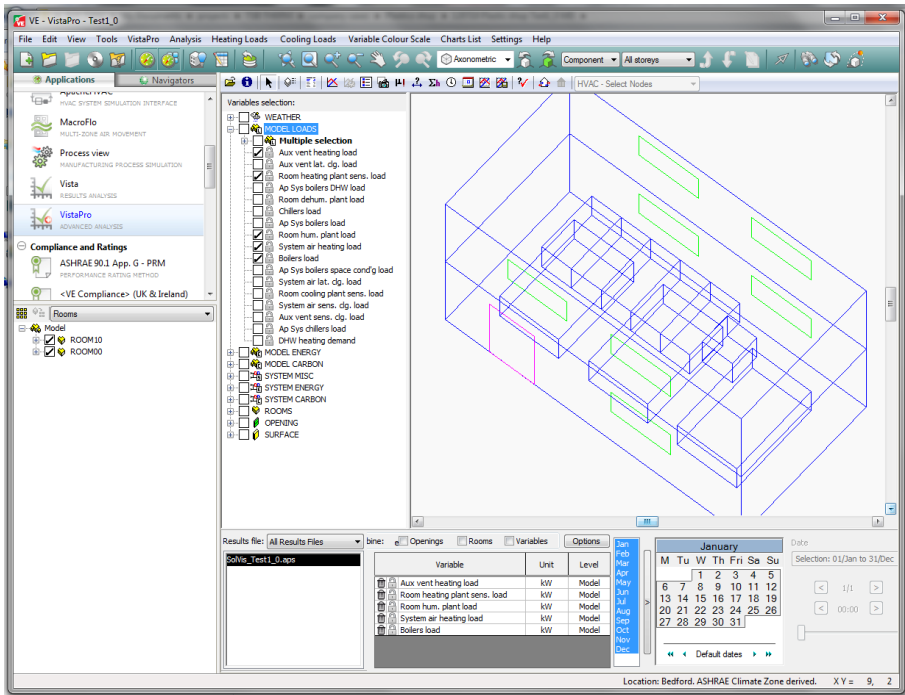 VE - VistaPro - Test1_0
File Edit View Tools VistaPro Analysis Heating Loads Cooling Loads Variable Colour Scale Charts List Settings Help
Axonometric Component All storeys
Applications Navigators
HVAC - Select Nodes
HVAC SYSTEM SIMULATION INTERFACE
MacroFlo
MULTI-ZONE AIR MOVEMENT
Process view
MANUFACTURING PROCESS SIMULATION
Vista
RESULTS ANALYSIS
VistaPro
ADVANCED ANALYSIS
Compliance and Ratings
ASHRAE 90.1 App. G - PRM
PERFORMANCE RATING METHOD
<VE Compliance> (UK & Ireland)
Rooms
Model
ROOM10
ROOM00
Variables selection:
WEATHER
MODEL LOADS
Multiple selection
Aux vent heating load
Aux vent lat. clg. load
Room heating plant sens. load
Ap Sys boilers DHW load
Room dehum. plant load
Chillers load
Ap Sys boilers load
Room hum. plant load
System air heating load
Boilers load
Ap Sys boilers space cond'g load
System air lat. clg. load
Room cooling plant sens. load
System air sens. clg. load
Aux vent sens. clg. load
Ap Sys chillers load
DHW heating demand
MODEL ENERGY
MODEL CARBON
SYSTEM MISC
SYSTEM ENERGY
SYSTEM CARBON
ROOMS
OPENING
SURFACE
Results file: All Results Files bine: e Openings Rooms Variables Options
SolVis_Test1_0.aps
Variable Unit Level
Aux vent heating load kW Model
Room heating plant sens. load kW Model
Room hum. plant load kW Model
System air heating load kW Model
Boilers load kW Model
Jan
Feb
Mar
Apr
May
Jun
Jul
Aug
Sep
Oct
Nov
Dec
>
January
M Tu W Th Fri Sa Su
1 2 3 4 5
6 7 8 9 10 11 12
13 14 15 16 17 18 19
20 21 22 23 24 25 26
27 28 29 30 31
Default dates
Date
Selection: 01/Jan to 31/Dec
< 1/1 >
< 00:00 >
Location: Bedford. ASHRAE Climate Zone derived. X Y = 9, 2